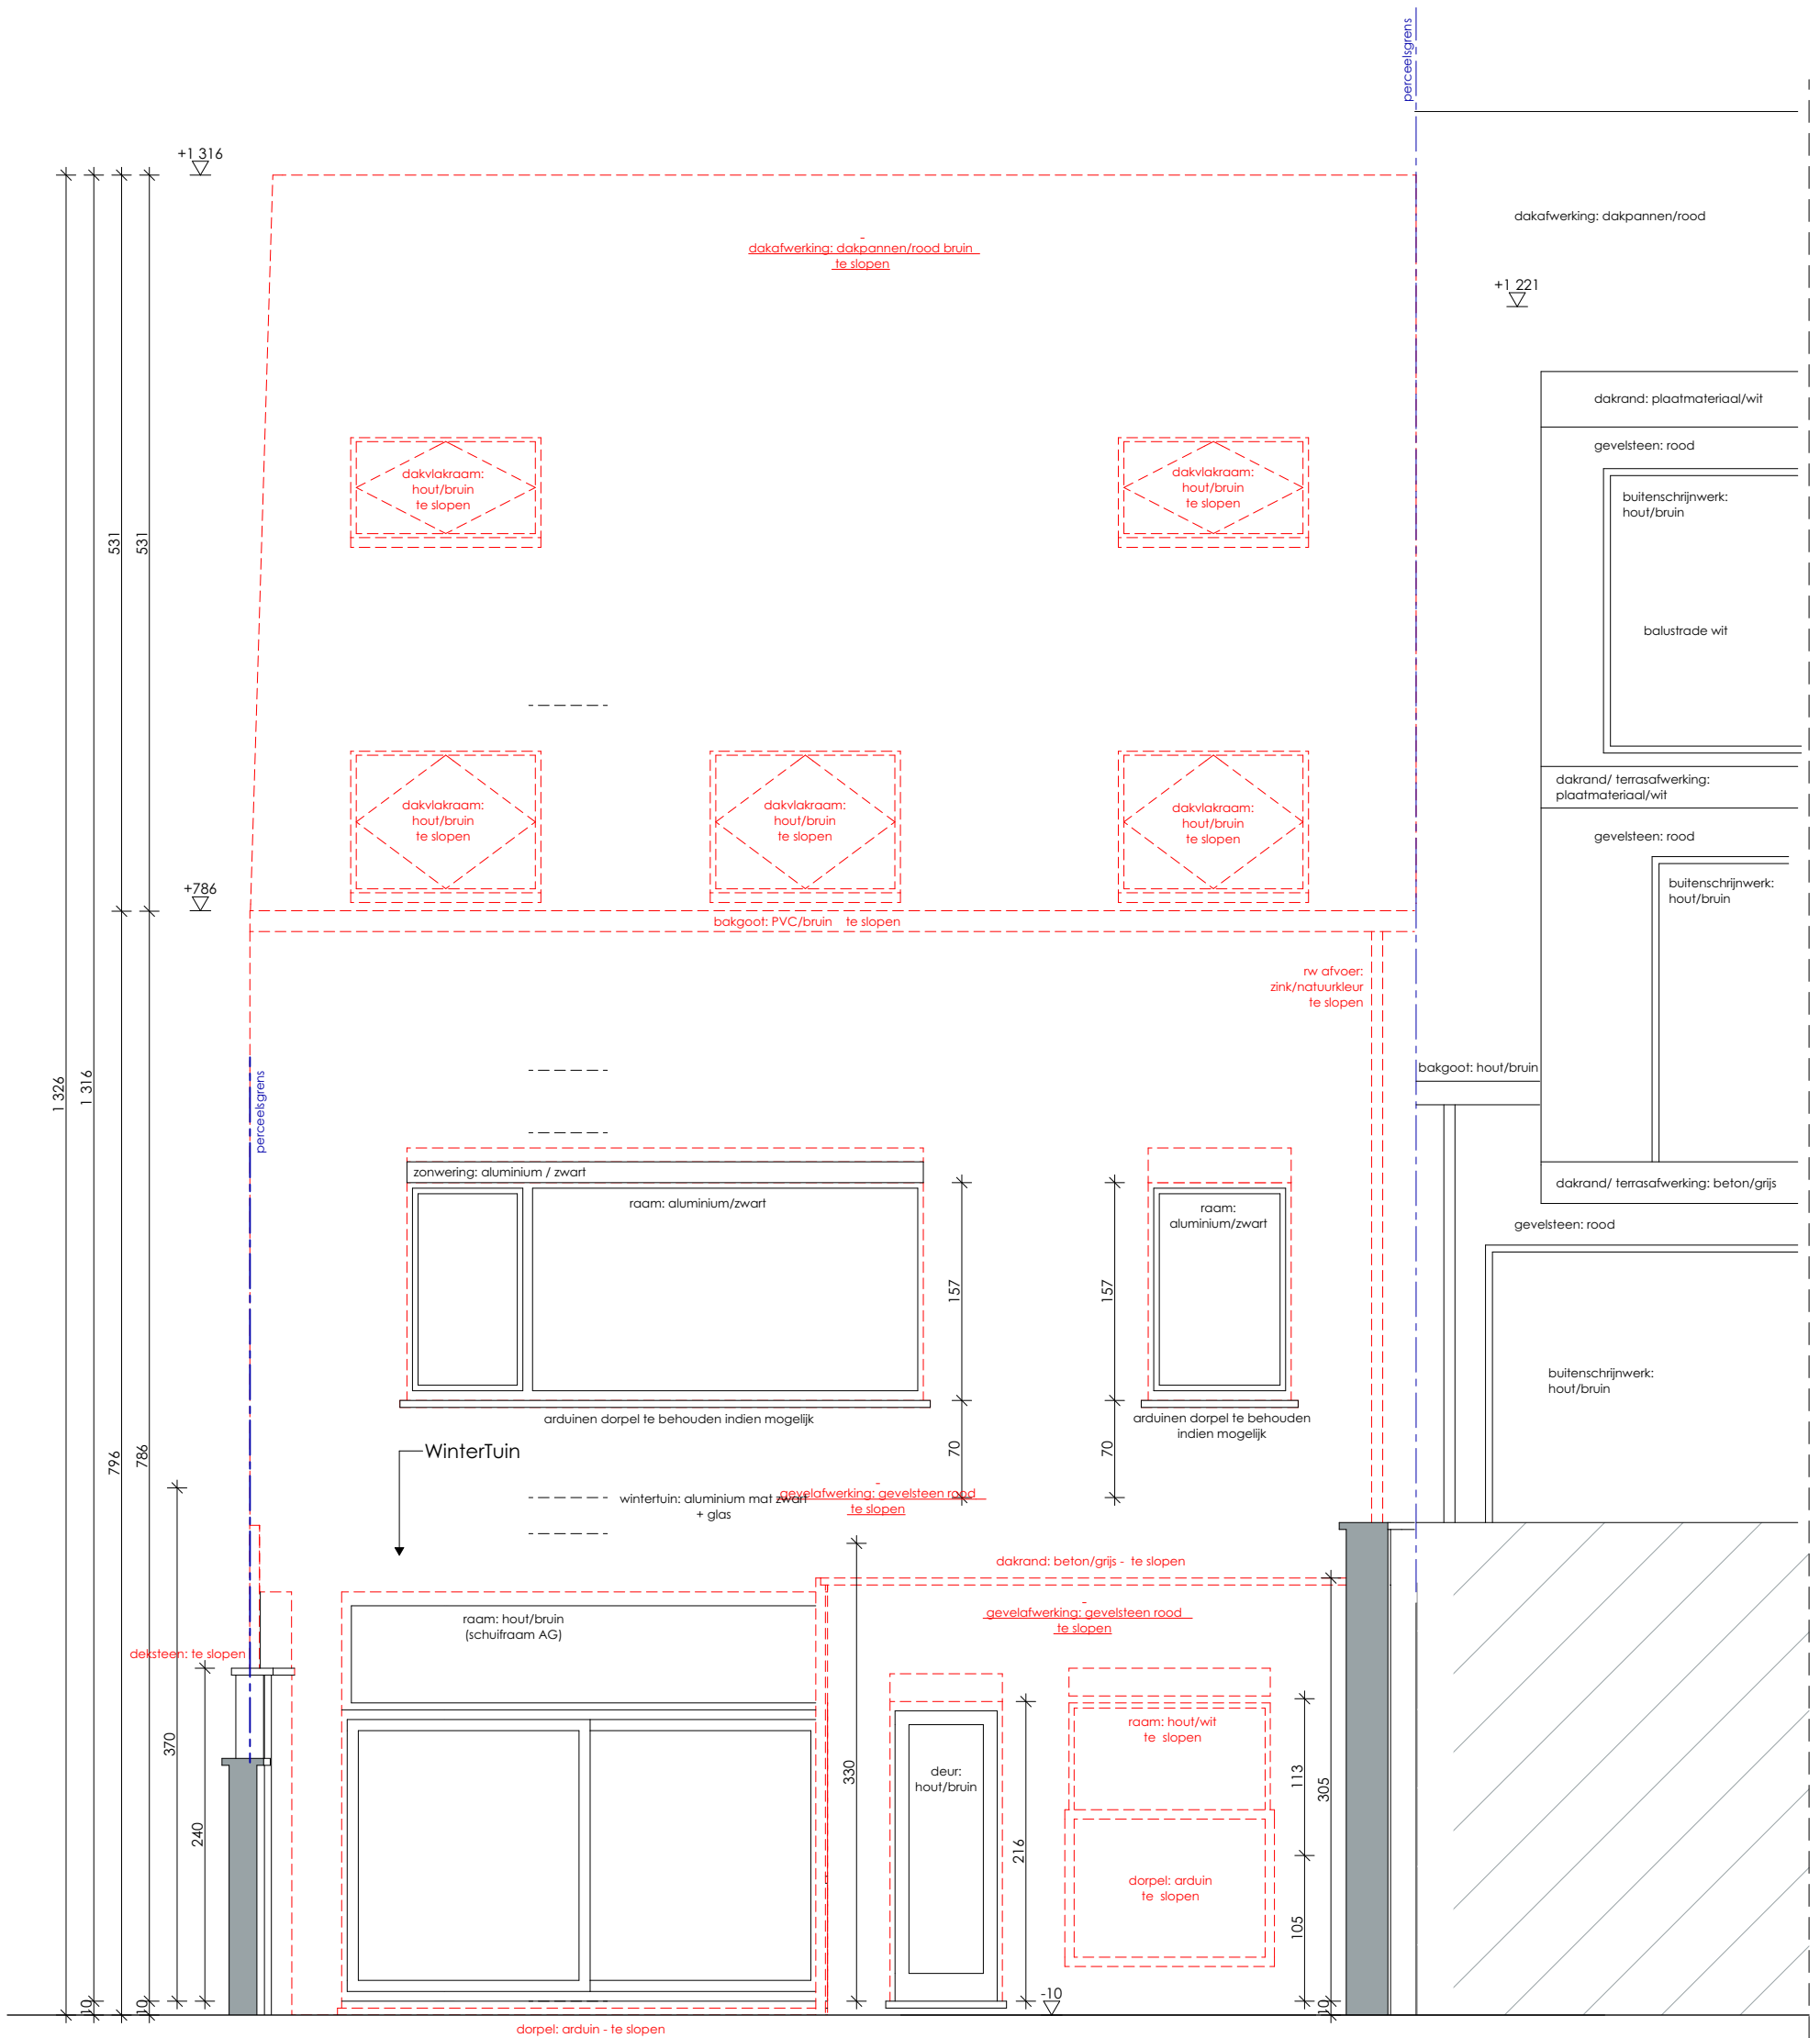 perceelsgrens
+1 316
dakafwerking: dakpannen/rood
dakafwerking: dakpannen/rood bruin
te slopen
+1 221
dakrand: plaatmateriaal/wit
gevelsteen: rood
dakvlakraam:
hout/bruin
te slopen
dakvlakraam:
hout/bruin
te slopen
buitenschrijnwerk:
hout/bruin
531
531
balustrade wit
dakrand/ terrasafwerking:
plaatmateriaal/wit
dakvlakraam:
hout/bruin
te slopen
dakvlakraam:
hout/bruin
te slopen
dakvlakraam:
hout/bruin
te slopen
gevelsteen: rood
+786
buitenschrijnwerk:
hout/bruin
bakgoot: PVC/bruin te slopen
rw afvoer:
zink/natuurkleur
te slopen
bakgoot: hout/bruin
1 326
1 316
perceelsgrens
zonwering: aluminium / zwart
raam: aluminium/zwart
raam:
aluminium/zwart
dakrand/ terrasafwerking: beton/grijs
gevelsteen: rood
157
157
buitenschrijnwerk:
hout/bruin
arduinen dorpel te behouden indien mogelijk
arduinen dorpel te behouden
indien mogelijk
796
786
WinterTuin
70
70
wintertuin: aluminium mat zwart
+ glas
gevelafwerking: gevelsteen rood
te slopen
dakrand: beton/grijs - te slopen
raam: hout/bruin
(schuifraam AG)
gevelafwerking: gevelsteen rood
te slopen
deksteen: te slopen
370
raam: hout/wit
te slopen
330
deur:
hout/bruin
113
305
240
216
dorpel: arduin
te slopen
105
10
10
-10
10
dorpel: arduin - te slopen